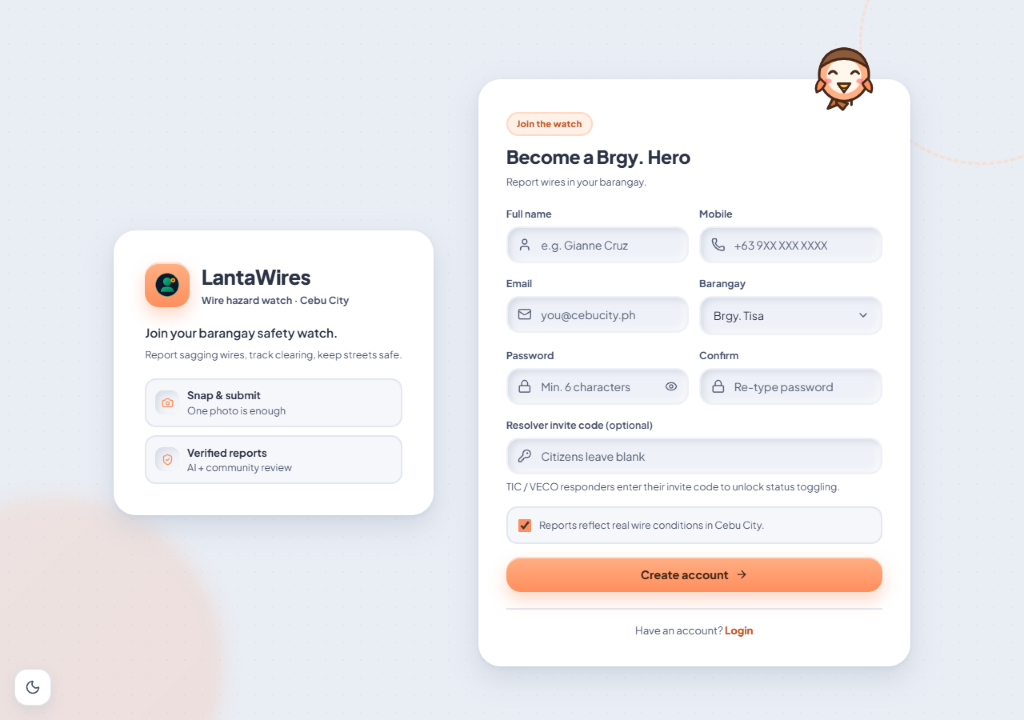 LantaWires
Wire hazard watch · Cebu City
Join your barangay safety watch.
Report sagging wires, track clearing, keep streets safe.
Snap & submit
One photo is enough
Verified reports
AI + community review
Join the watch
Become a Brgy. Hero
Report wires in your barangay.
Full name
e.g. Gianne Cruz
Mobile
+63 9XX XXX XXXX
Email
you@cebucity.ph
Barangay
Brgy. Tisa
Password
Min. 6 characters
Confirm
Re-type password
Resolver invite code (optional)
Citizens leave blank
TIC / VECO responders enter their invite code to unlock status toggling.
Reports reflect real wire conditions in Cebu City.
Create account →
Have an account? Login